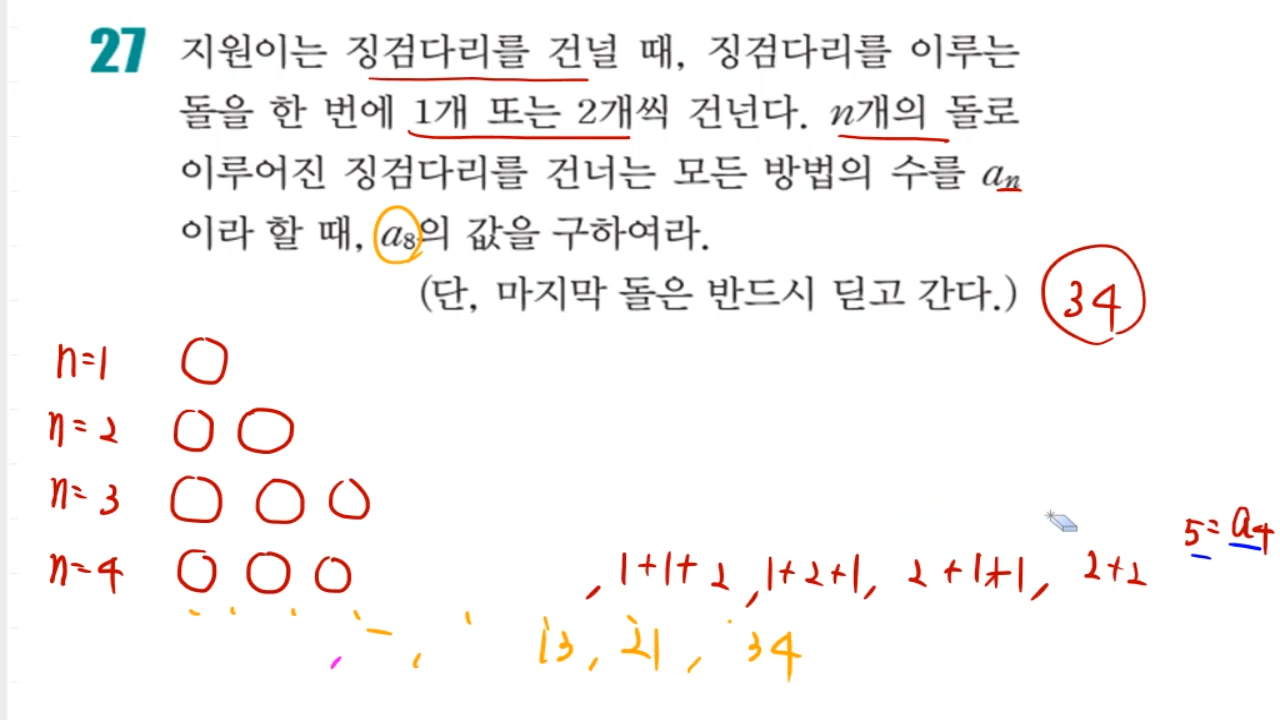 27 지원이는 징검다리를 건널 때, 징검다리를 이루는
돌을 한 번에 1개 또는 2개씩 건넌다. n개의 돌로
이루어진 징검다리를 건너는 모든 방법의 수를 aₙ
이라 할 때, a₈의 값을 구하여라.
(단, 마지막 돌은 반드시 딛고 간다.) 34
n=1
n=2
n=3
5=a₄
n=4 , 1+1+2, 1+2+1, 2+1+1, 2+2
, 13, 21, 34